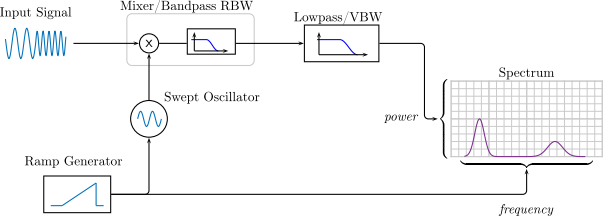 Input Signal
Mixer/Bandpass RBW
Lowpass/VBW
x
Spectrum
Swept Oscillator
power
Ramp Generator
frequency